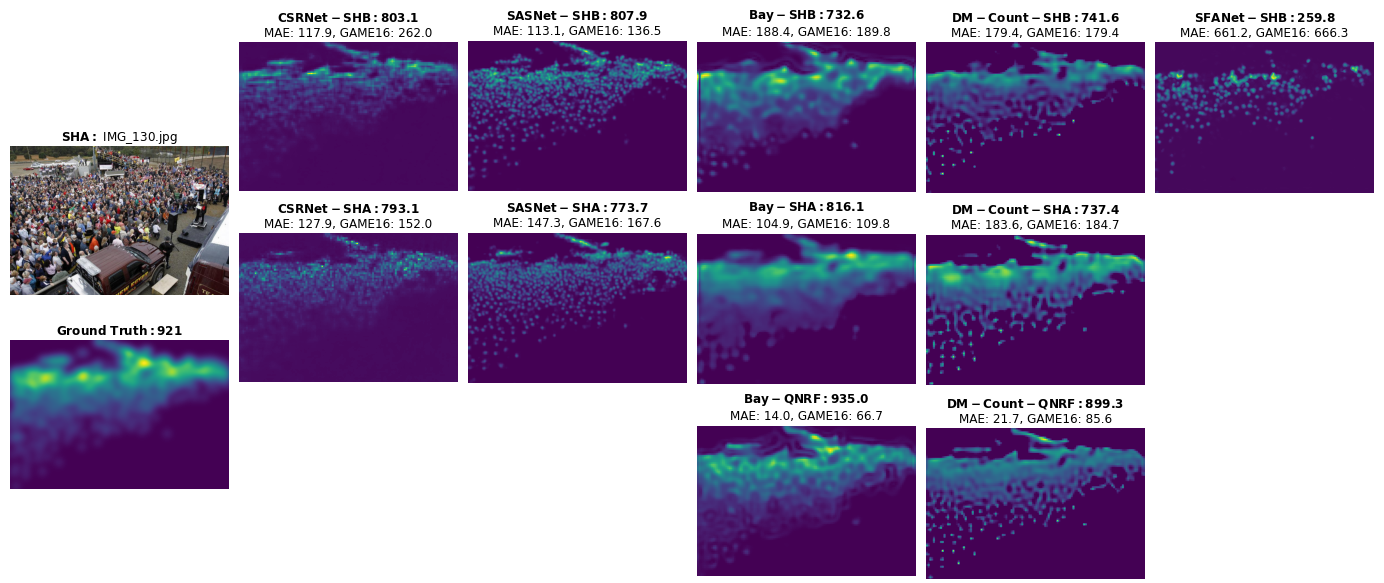 SHA: IMG_130.jpg
Ground Truth: 921
CSRNet-SHB: 803.1
MAE: 117.9, GAME16: 262.0
SASNet-SHB: 807.9
MAE: 113.1, GAME16: 136.5
Bay-SHB: 732.6
MAE: 188.4, GAME16: 189.8
DM-Count-SHB: 741.6
MAE: 179.4, GAME16: 179.4
SFANet-SHB: 259.8
MAE: 661.2, GAME16: 666.3
CSRNet-SHA: 793.1
MAE: 127.9, GAME16: 152.0
SASNet-SHA: 773.7
MAE: 147.3, GAME16: 167.6
Bay-SHA: 816.1
MAE: 104.9, GAME16: 109.8
DM-Count-SHA: 737.4
MAE: 183.6, GAME16: 184.7
Bay-QNRF: 935.0
MAE: 14.0, GAME16: 66.7
DM-Count-QNRF: 899.3
MAE: 21.7, GAME16: 85.6